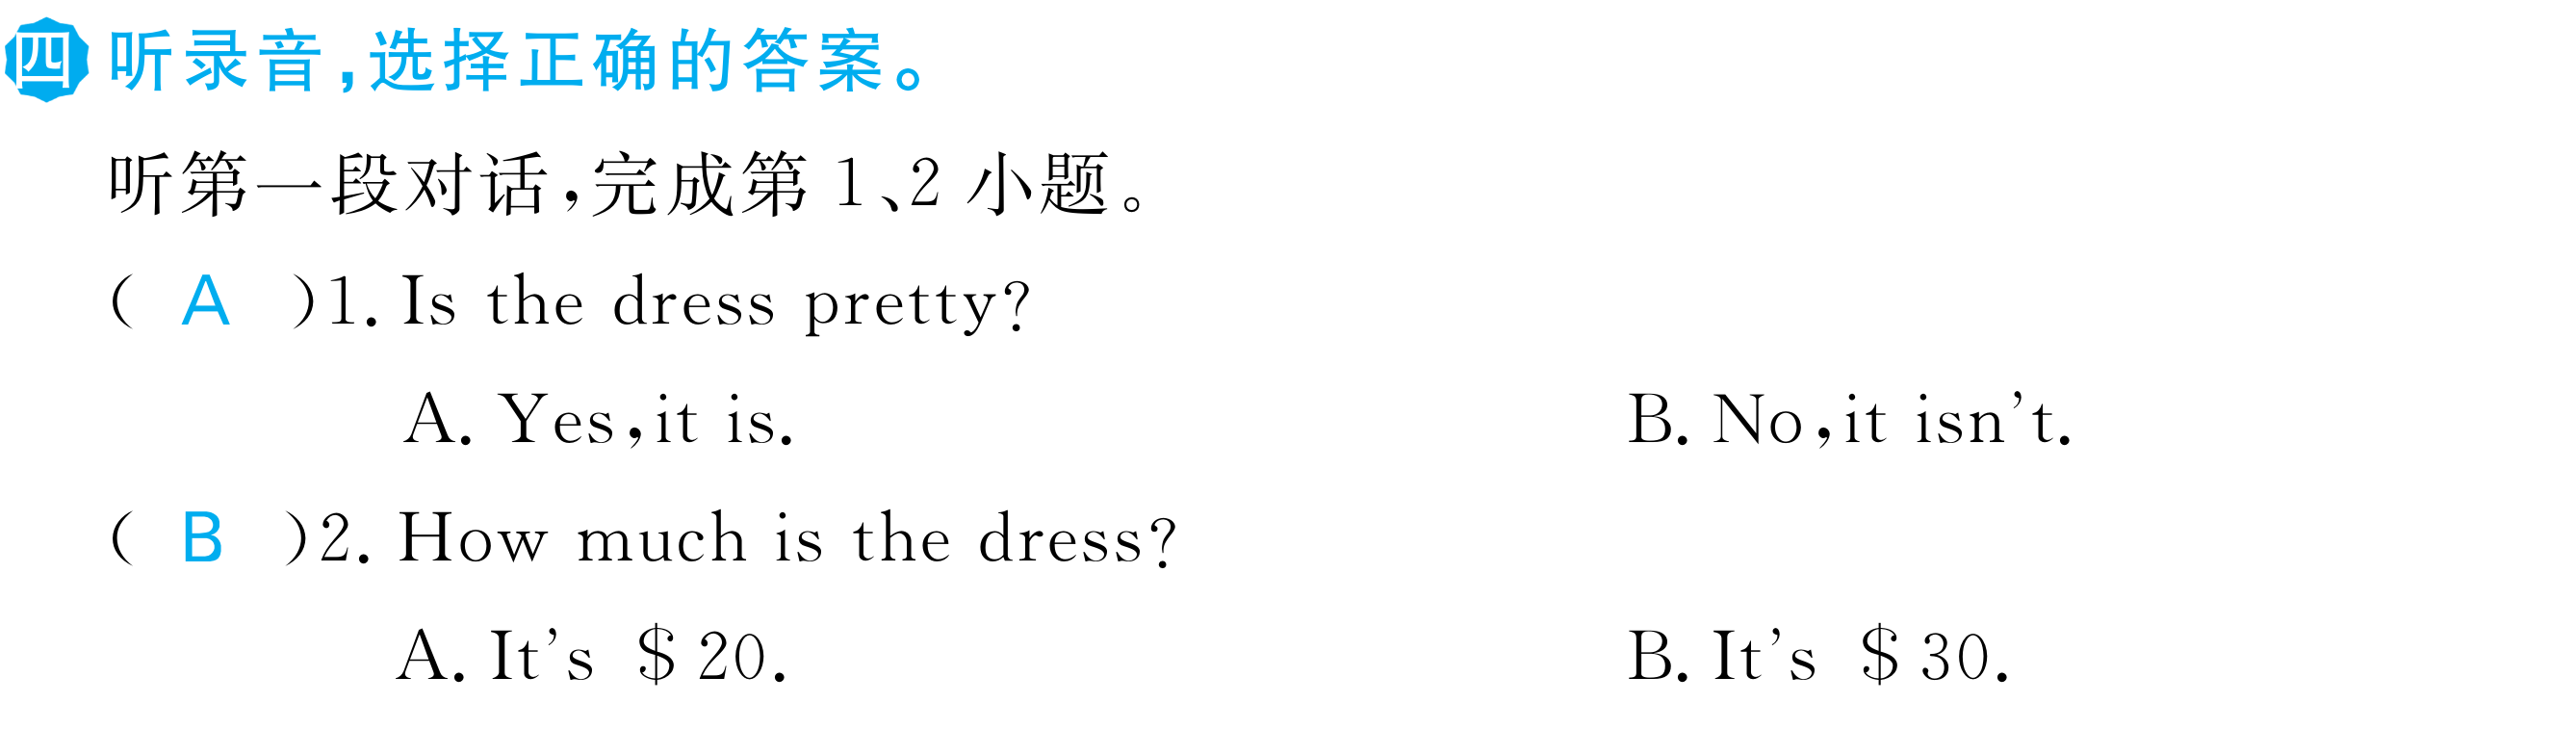 四 听录音,选择正确的答案。
听第一段对话,完成第 1、2 小题。
( A )1. Is the dress pretty?
A. Yes,it is. B. No,it isn't.
( B )2. How much is the dress?
A. It's $20. B. It's $30.